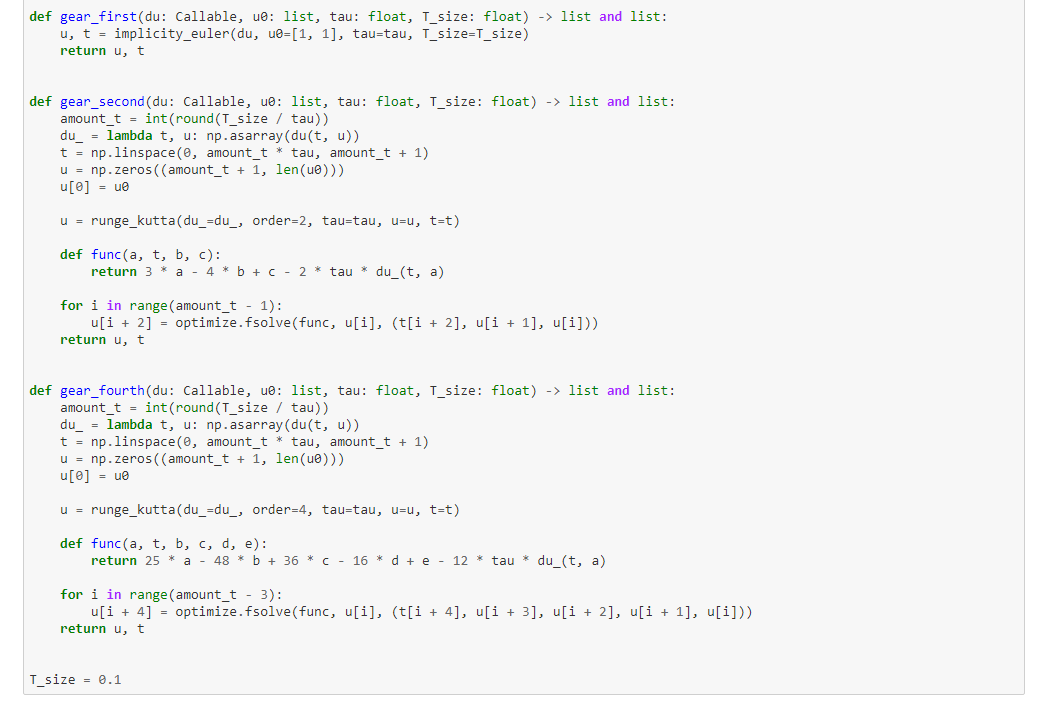 def gear_first(du: Callable, u0: list, tau: float, T_size: float) -> list and list:
    u, t = implicity_euler(du, u0=[1, 1], tau=tau, T_size=T_size)
    return u, t
def gear_second(du: Callable, u0: list, tau: float, T_size: float) -> list and list:
    amount_t = int(round(T_size / tau))
    du_ = lambda t, u: np.asarray(du(t, u))
    t = np.linspace(0, amount_t * tau, amount_t + 1)
    u = np.zeros((amount_t + 1, len(u0)))
    u[0] = u0
    u = runge_kutta(du_=du_, order=2, tau=tau, u=u, t=t)
    def func(a, t, b, c):
        return 3 * a - 4 * b + c - 2 * tau * du_(t, a)
    for i in range(amount_t - 1):
        u[i + 2] = optimize.fsolve(func, u[i], (t[i + 2], u[i + 1], u[i]))
    return u, t
def gear_fourth(du: Callable, u0: list, tau: float, T_size: float) -> list and list:
    amount_t = int(round(T_size / tau))
    du_ = lambda t, u: np.asarray(du(t, u))
    t = np.linspace(0, amount_t * tau, amount_t + 1)
    u = np.zeros((amount_t + 1, len(u0)))
    u[0] = u0
    u = runge_kutta(du_=du_, order=4, tau=tau, u=u, t=t)
    def func(a, t, b, c, d, e):
        return 25 * a - 48 * b + 36 * c - 16 * d + e - 12 * tau * du_(t, a)
    for i in range(amount_t - 3):
        u[i + 4] = optimize.fsolve(func, u[i], (t[i + 4], u[i + 3], u[i + 2], u[i + 1], u[i]))
    return u, t
T_size = 0.1